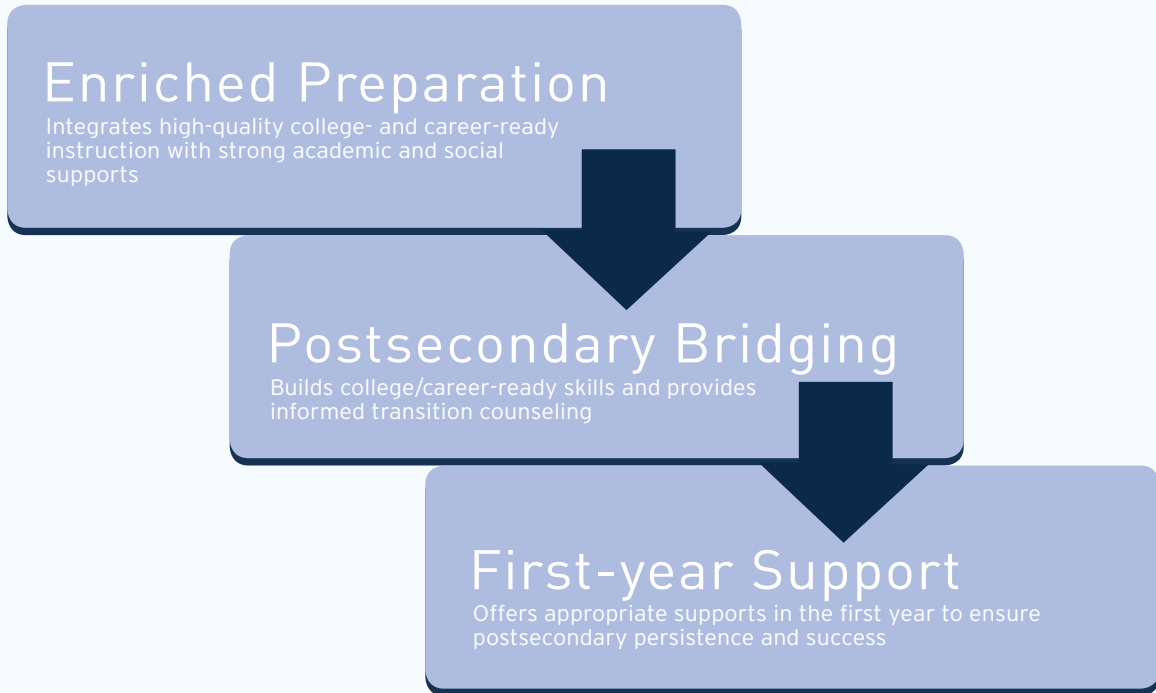 Enriched Preparation
Integrates high-quality college- and career-ready
instruction with strong academic and social
supports
Postsecondary Bridging
Builds college/career-ready skills and provides
informed transition counseling
First-year Support
Offers appropriate supports in the first year to ensure
postsecondary persistence and success